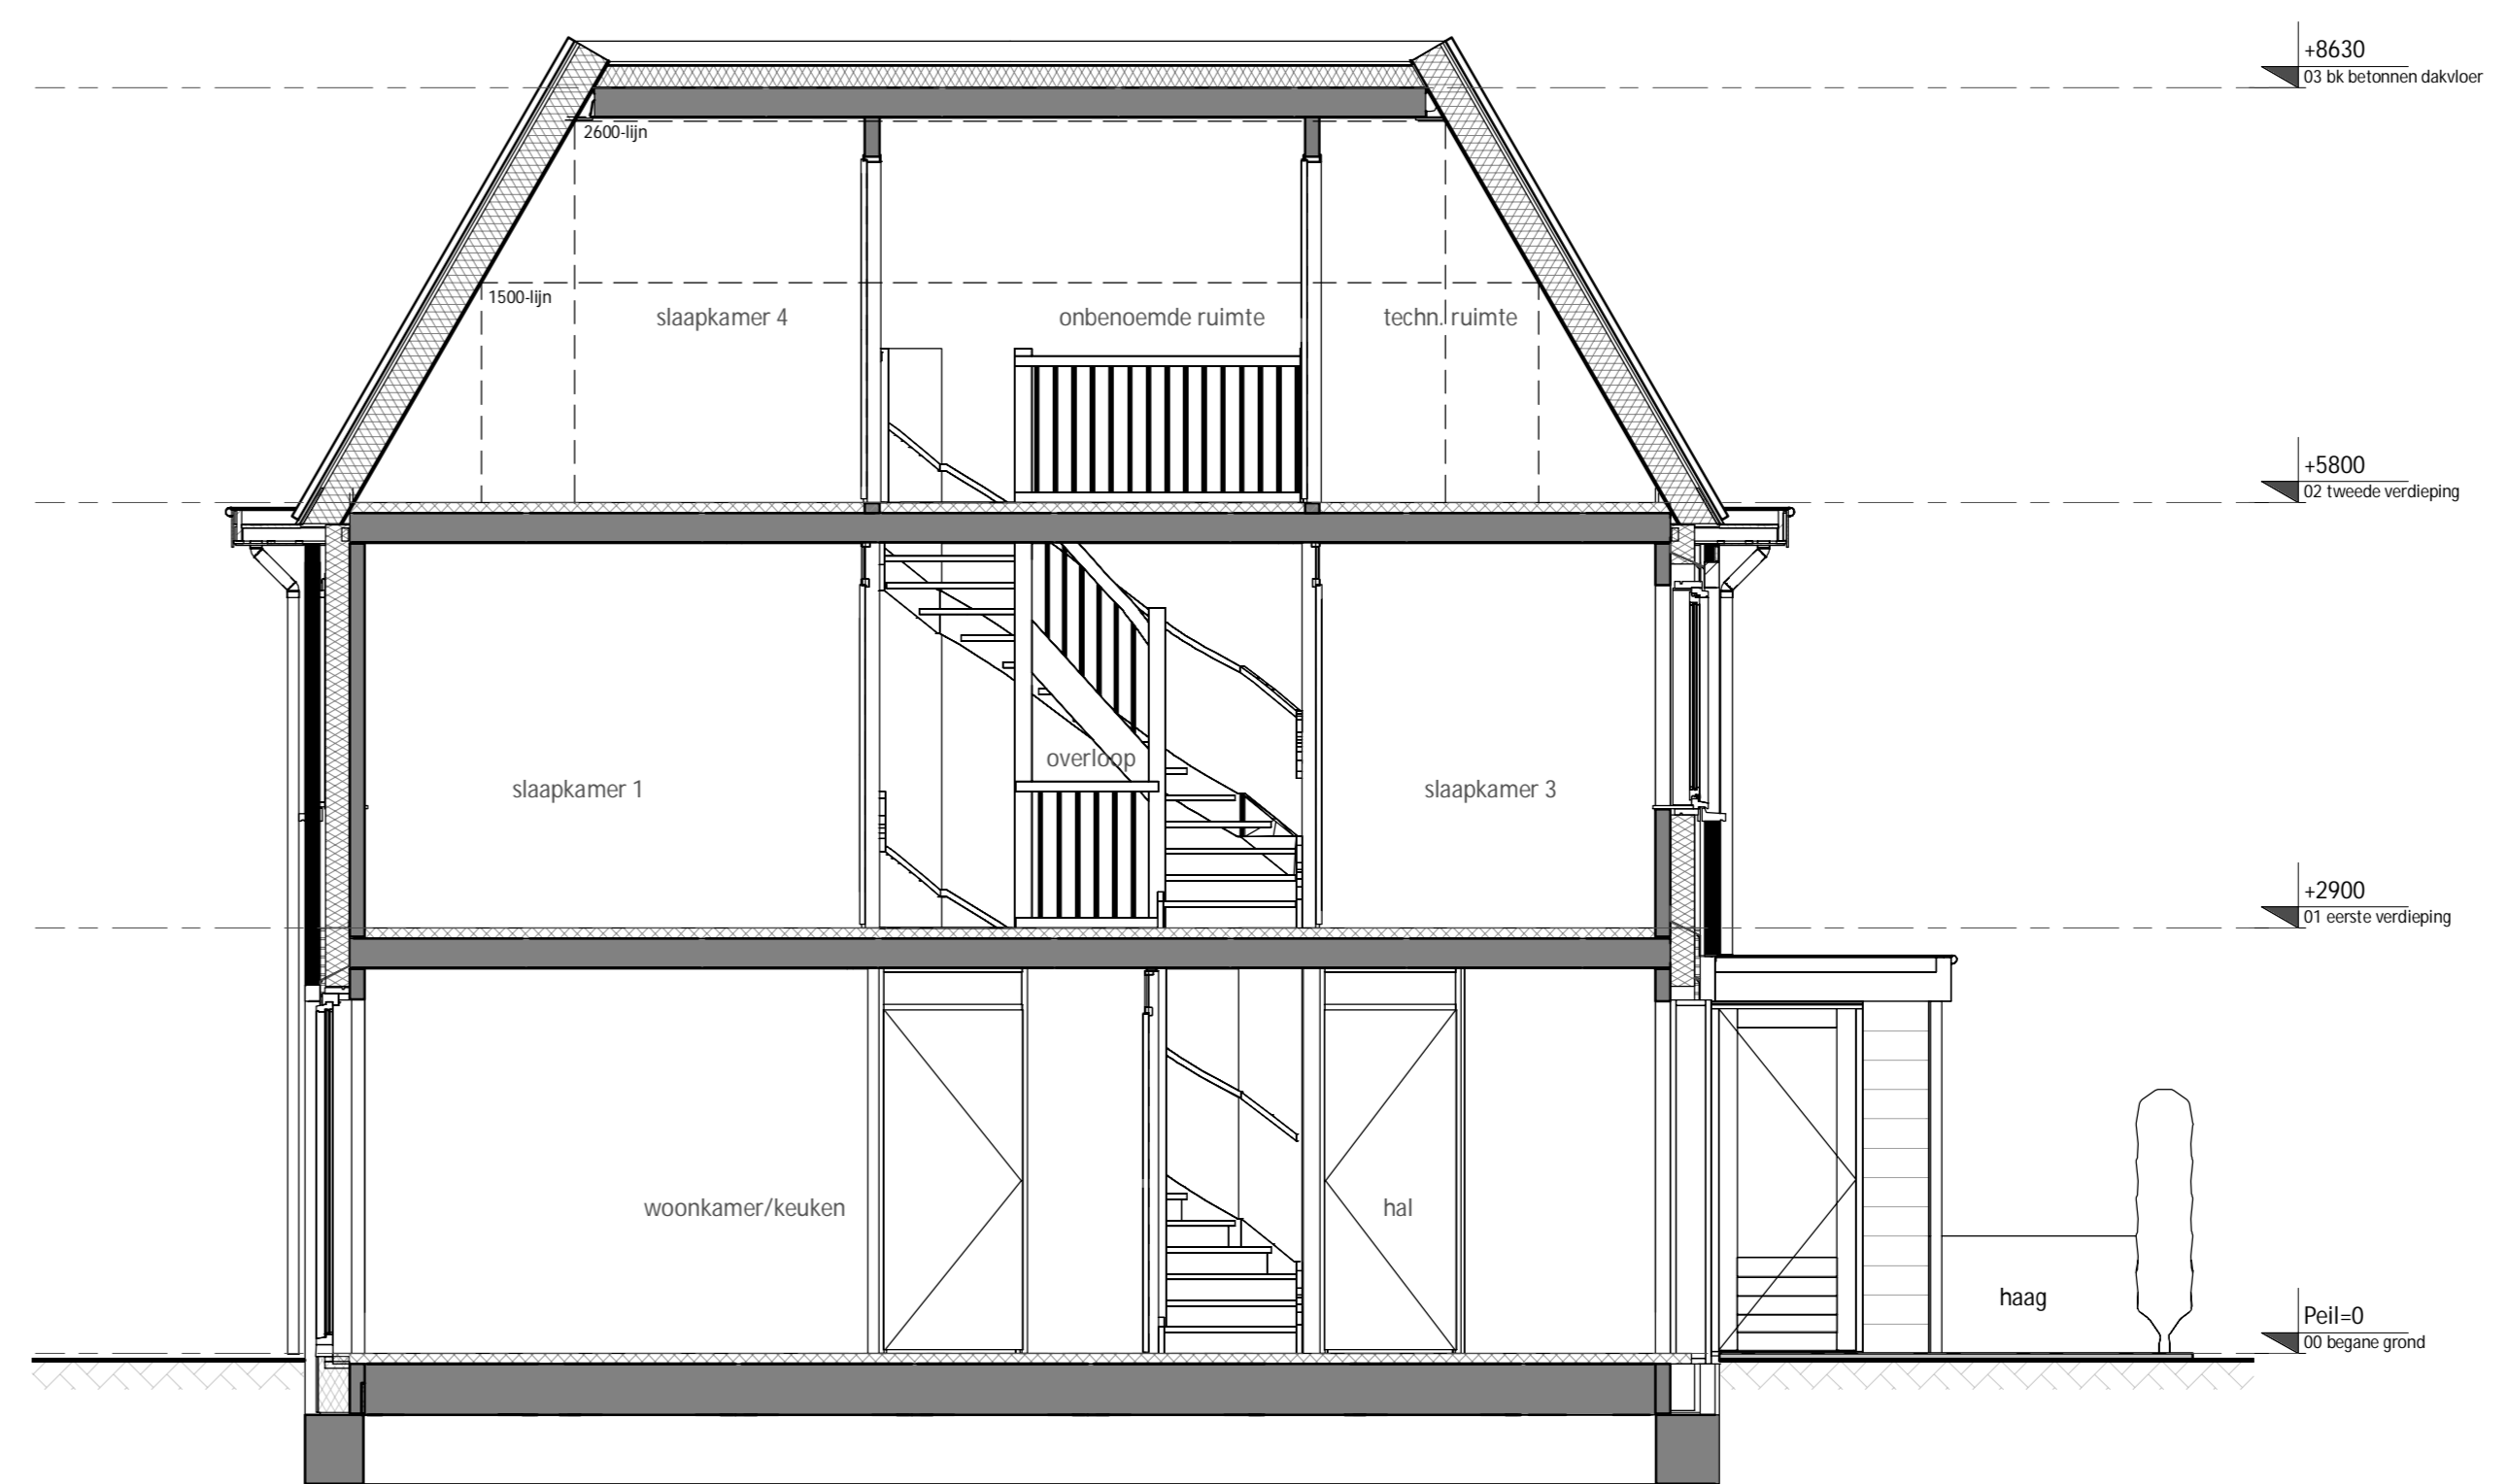 +8630
03 bk betonnen dakvloer
2600-lijn
1500-lijn
slaapkamer 4
onbenoemde ruimte
techn. ruimte
+5800
02 tweede verdieping
overloop
slaapkamer 1
slaapkamer 3
+2900
01 eerste verdieping
woonkamer/keuken
hal
haag
Peil=0
00 begane grond